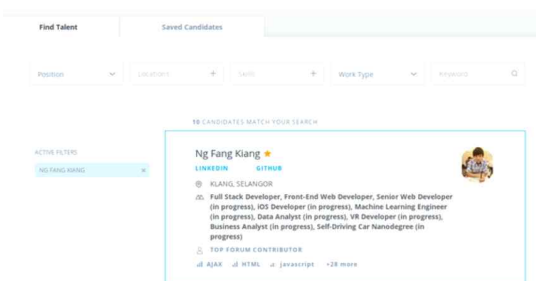 Find Talent Saved Candidates
Position Location Skills Work Type Keyword
10 CANDIDATES MATCH YOUR SEARCH
ACTIVE FILTERS
NG FANG KIANG ×
Ng Fang Kiang
LINKEDIN GITHUB
KLANG, SELANGOR
Full Stack Developer, Front-End Web Developer, Senior Web Developer
(in progress), iOS Developer (in progress), Machine Learning Engineer
(in progress), Data Analyst (in progress), VR Developer (in progress),
Business Analyst (in progress), Self-Driving Car Nanodegree (in
progress)
TOP FORUM CONTRIBUTOR
AJAX HTML javascript +28 more